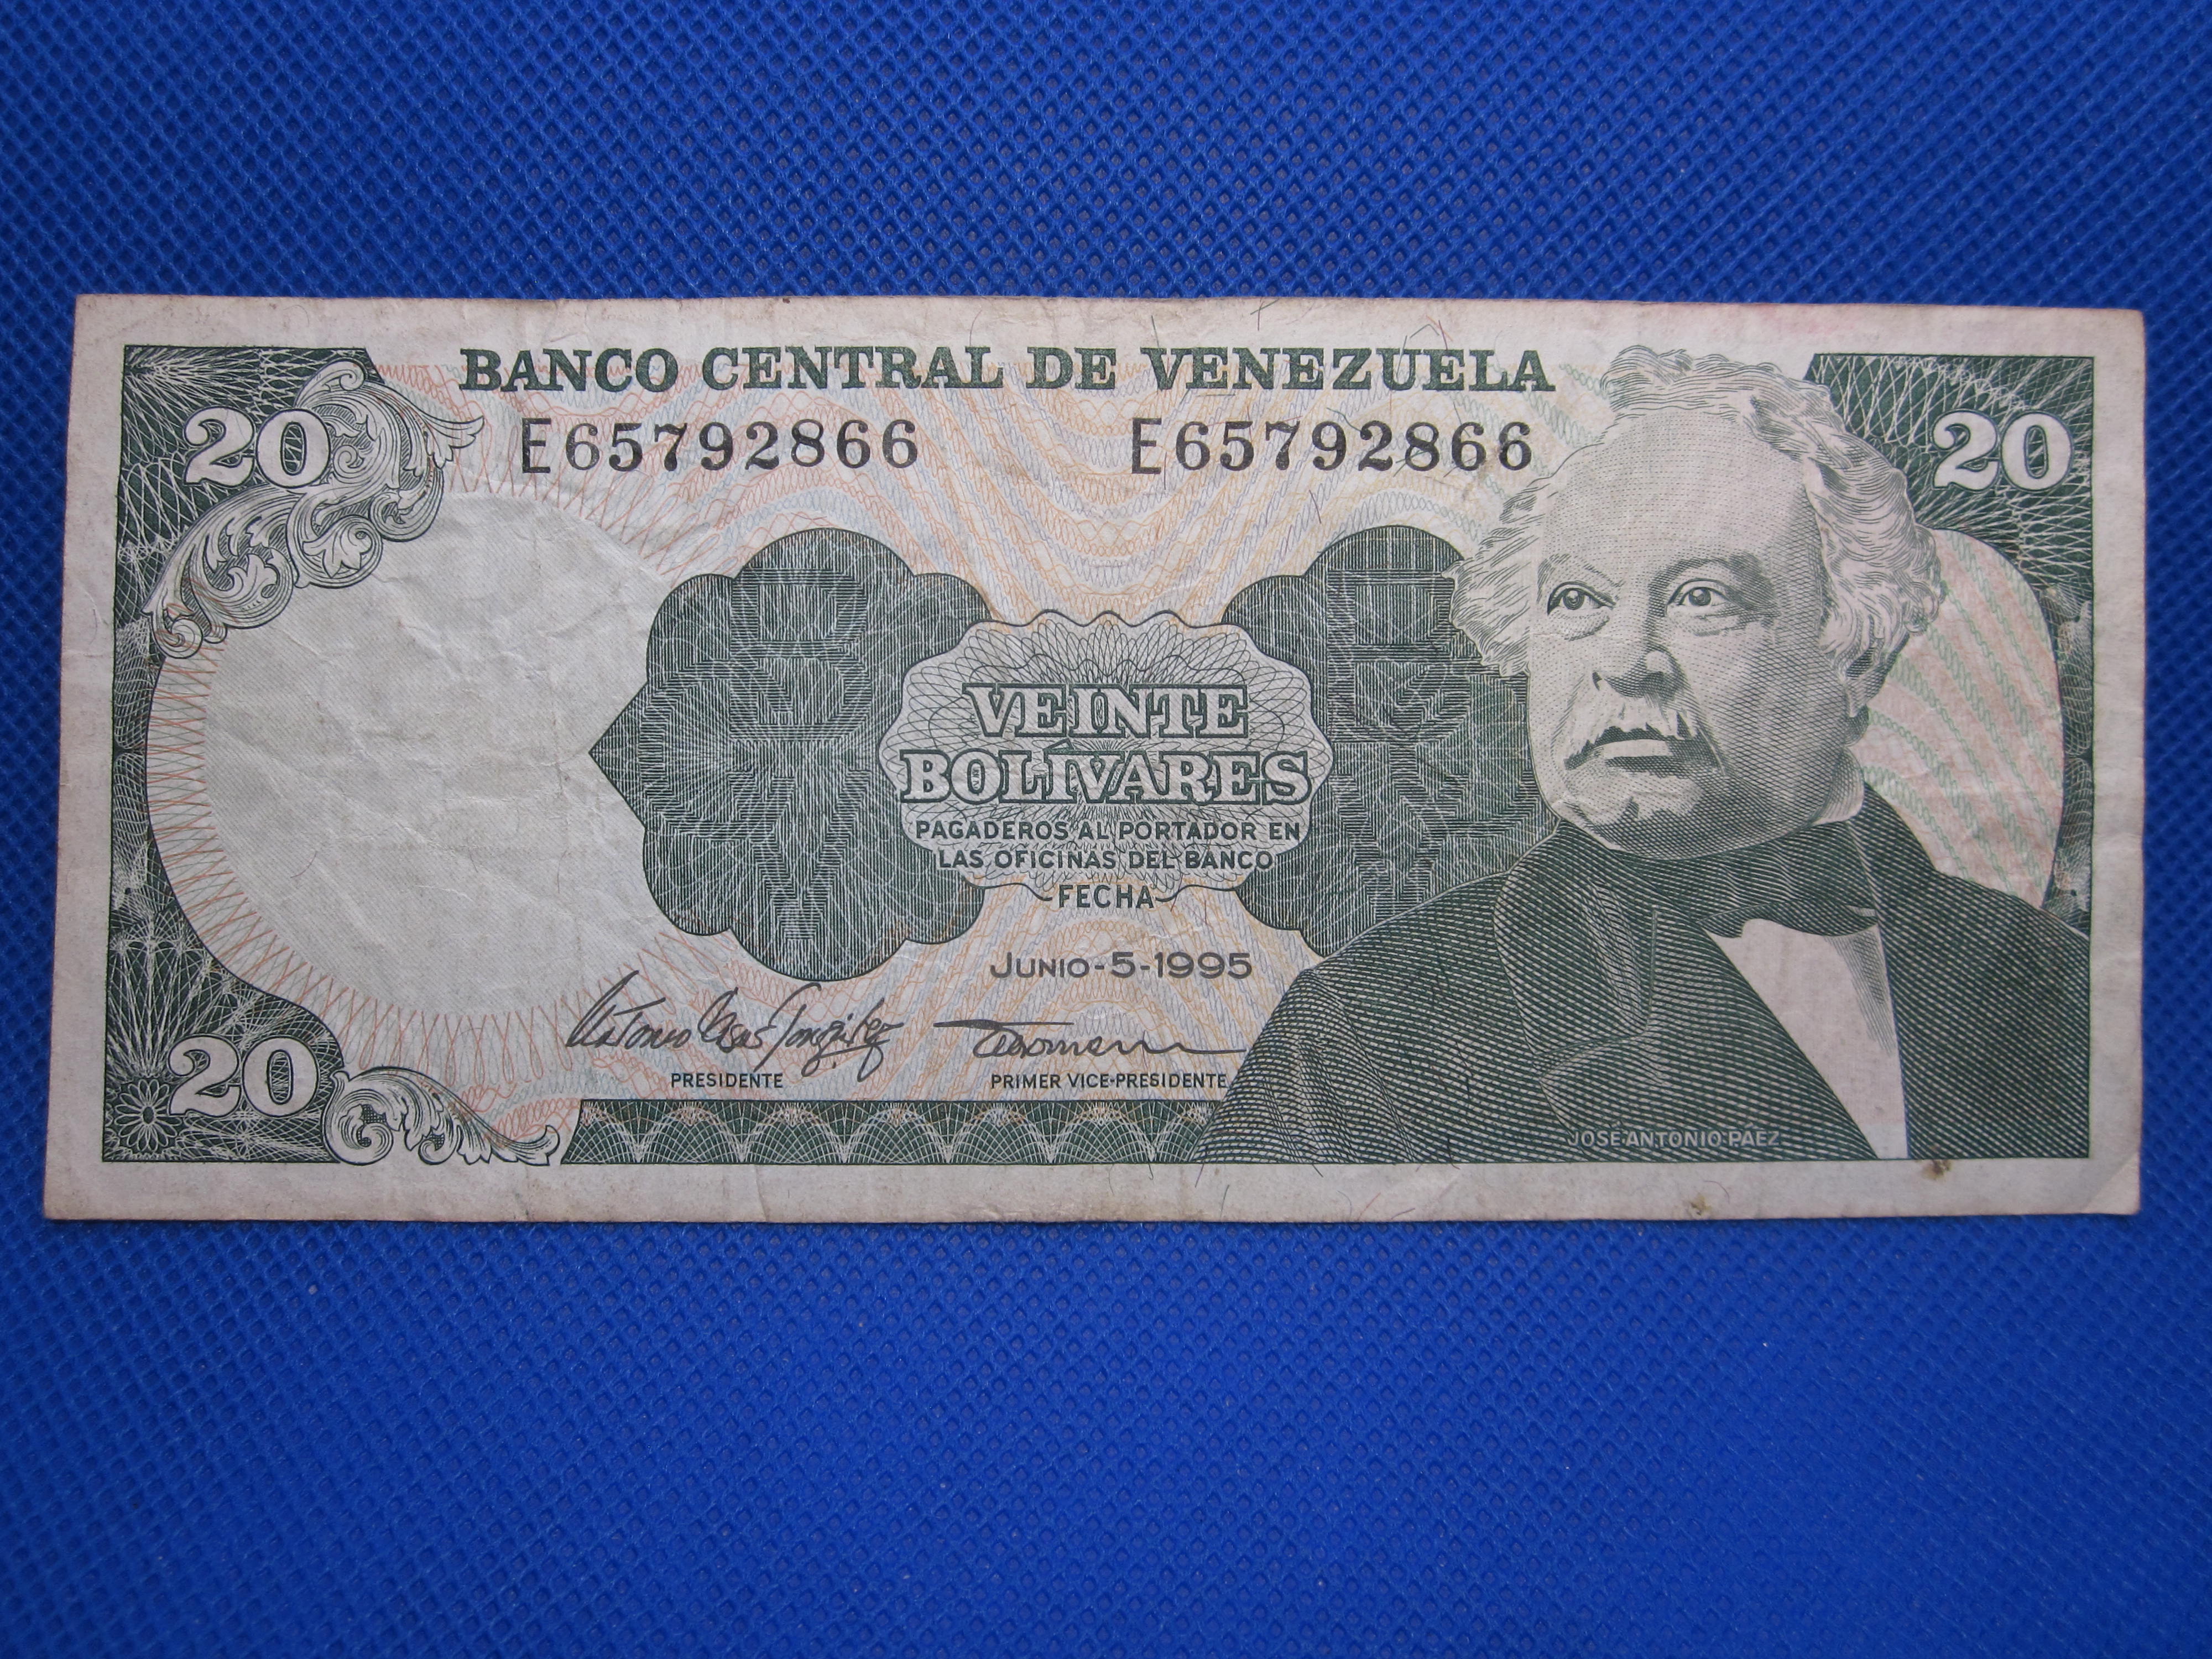 BANCO CENTRAL DE VENEZUELA
20
E65792866
E65792866
20
VEINTE
BOLÍVARES
PAGADEROS AL PORTADOR EN
LAS OFICINAS DEL BANCO
FECHA
JUNIO-5-1995
20
PRESIDENTE
PRIMER VICE-PRESIDENTE
JOSE ANTONIO PAEZ